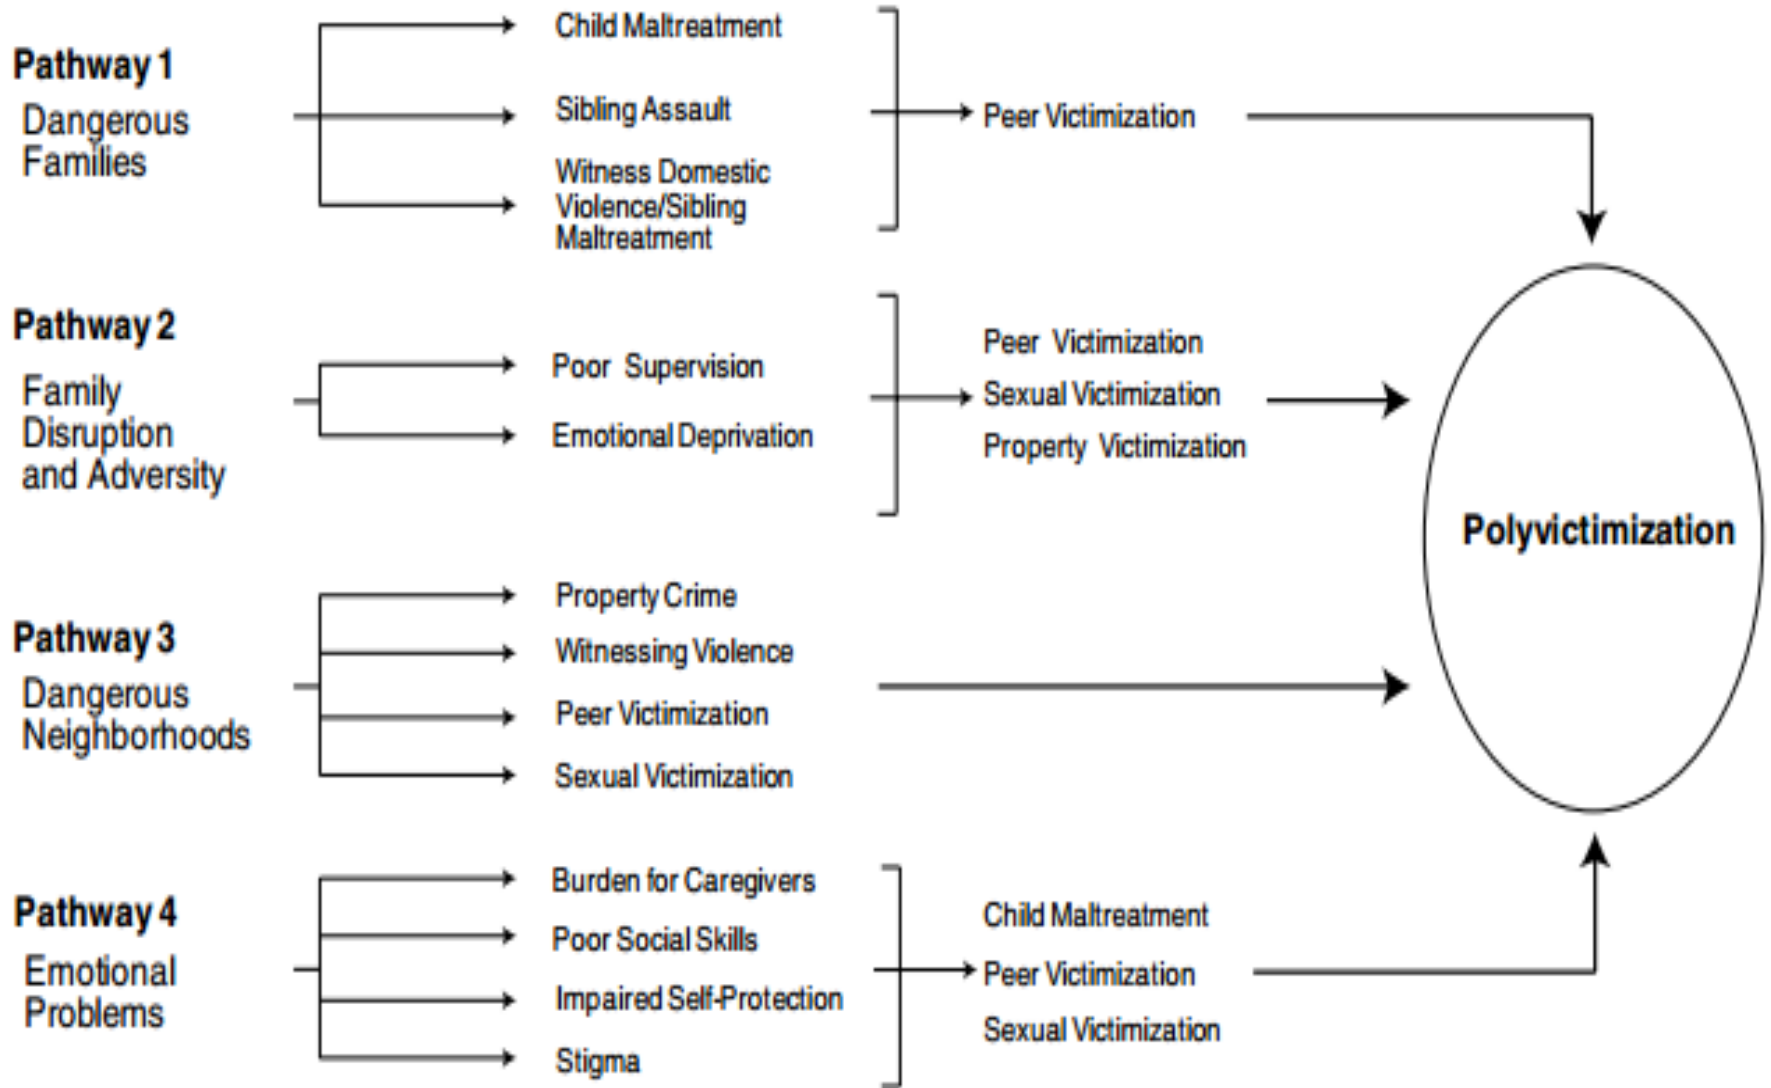 Pathway 1
Dangerous
Families
Child Maltreatment
Sibling Assault
Witness Domestic
Violence/Sibling
Maltreatment
Peer Victimization
Pathway 2
Family
Disruption
and Adversity
Poor Supervision
Emotional Deprivation
Peer Victimization
Sexual Victimization
Property Victimization
Polyvictimization
Pathway 3
Dangerous
Neighborhoods
Property Crime
Witnessing Violence
Peer Victimization
Sexual Victimization
Pathway 4
Emotional
Problems
Burden for Caregivers
Poor Social Skills
Impaired Self-Protection
Stigma
Child Maltreatment
Peer Victimization
Sexual Victimization